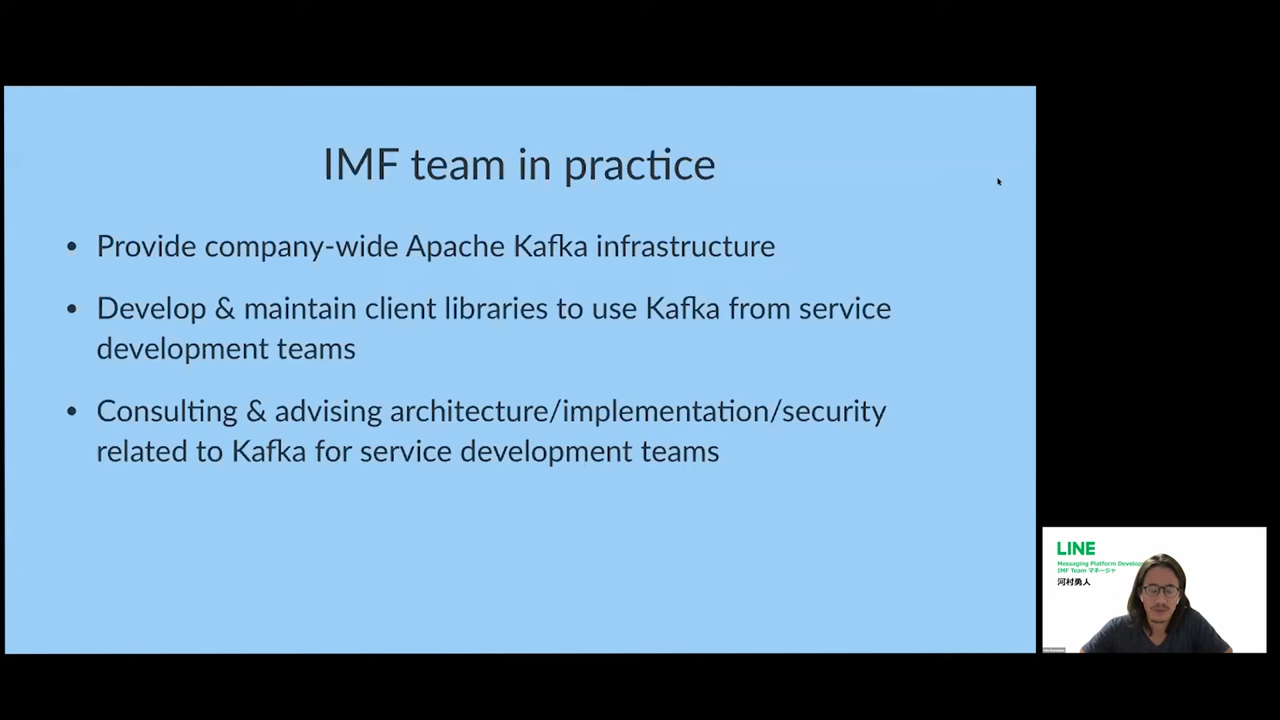 IMF team in practice
• Provide company-wide Apache Kafka infrastructure
• Develop & maintain client libraries to use Kafka from service
development teams
• Consulting & advising architecture/implementation/security
related to Kafka for service development teams
LINE
Messaging Platform Develop
IMF Team マネージャ
河村勇人